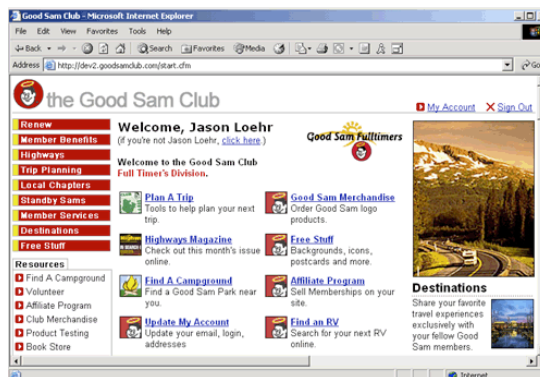 Good Sam Club - Microsoft Internet Explorer
File Edit View Favorites Tools Help
Back Search Favorites Media
Address http://dev2.goodsamclub.com/start.cfm Go
the Good Sam Club
My Account Sign Out
Renew
Member Benefits
Highways
Trip Planning
Local Chapters
Standby Sams
Member Services
Destinations
Free Stuff
Resources
Find A Campground
Volunteer
Affiliate Program
Club Merchandise
Product Testing
Book Store
Welcome, Jason Loehr
(if you're not Jason Loehr, click here.)
Good Sam Fulltimers
Welcome to the Good Sam Club
Full Timer's Division.
Plan A Trip
Tools to help plan your next
trip.
Good Sam Merchandise
Order Good Sam logo
products.
Highways Magazine
Check out this month's issue
online.
Free Stuff
Backgrounds, icons,
postcards and more.
Find A Campground
Find a Good Sam Park near
you.
Affiliate Program
Sell Memberships on your
site.
Update My Account
Update your email, login,
addresses
Find an RV
Search for your next RV
online.
Destinations
Share your favorite
travel experiences
exclusively with
your fellow Good
Sam members.
Internet